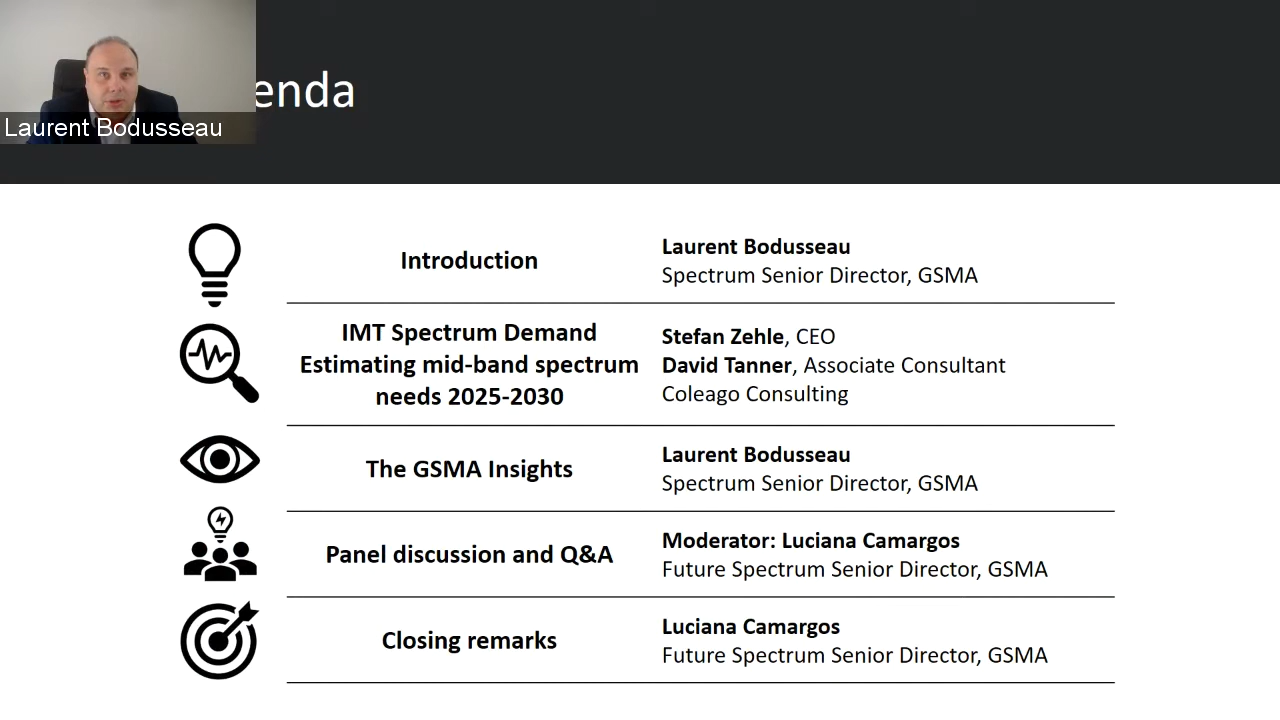 enda
Laurent Bodusseau
Introduction
Laurent Bodusseau
Spectrum Senior Director, GSMA
IMT Spectrum Demand
Estimating mid-band spectrum
needs 2025-2030
Stefan Zehle, CEO
David Tanner, Associate Consultant
Coleago Consulting
The GSMA Insights
Laurent Bodusseau
Spectrum Senior Director, GSMA
Panel discussion and Q&A
Moderator: Luciana Camargos
Future Spectrum Senior Director, GSMA
Closing remarks
Luciana Camargos
Future Spectrum Senior Director, GSMA